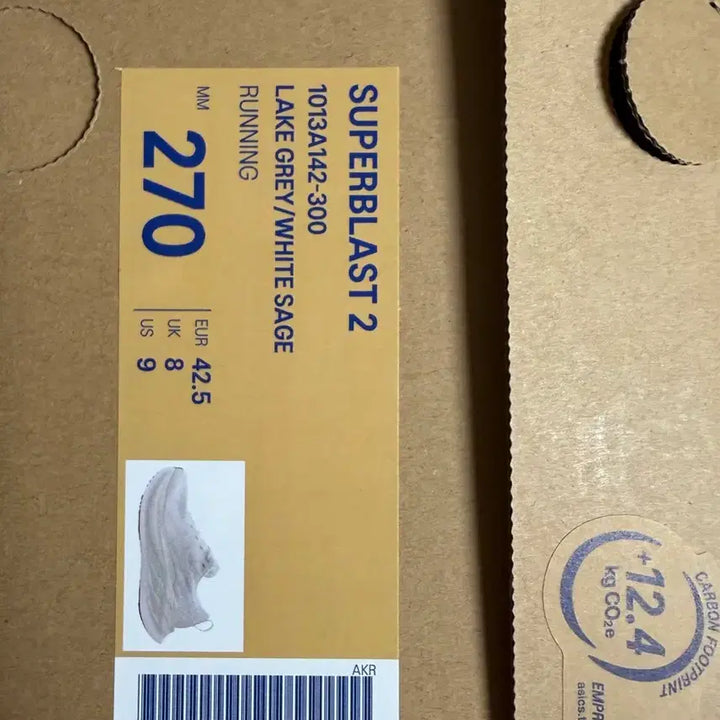 SUPERBLAST 2
1013A142-300
LAKE GREY/WHITE SAGE
RUNNING
MM 270
EUR 42.5
UK 8
US 9
AKR
CARBON FOOTPRINT
+12.4
kg CO₂e